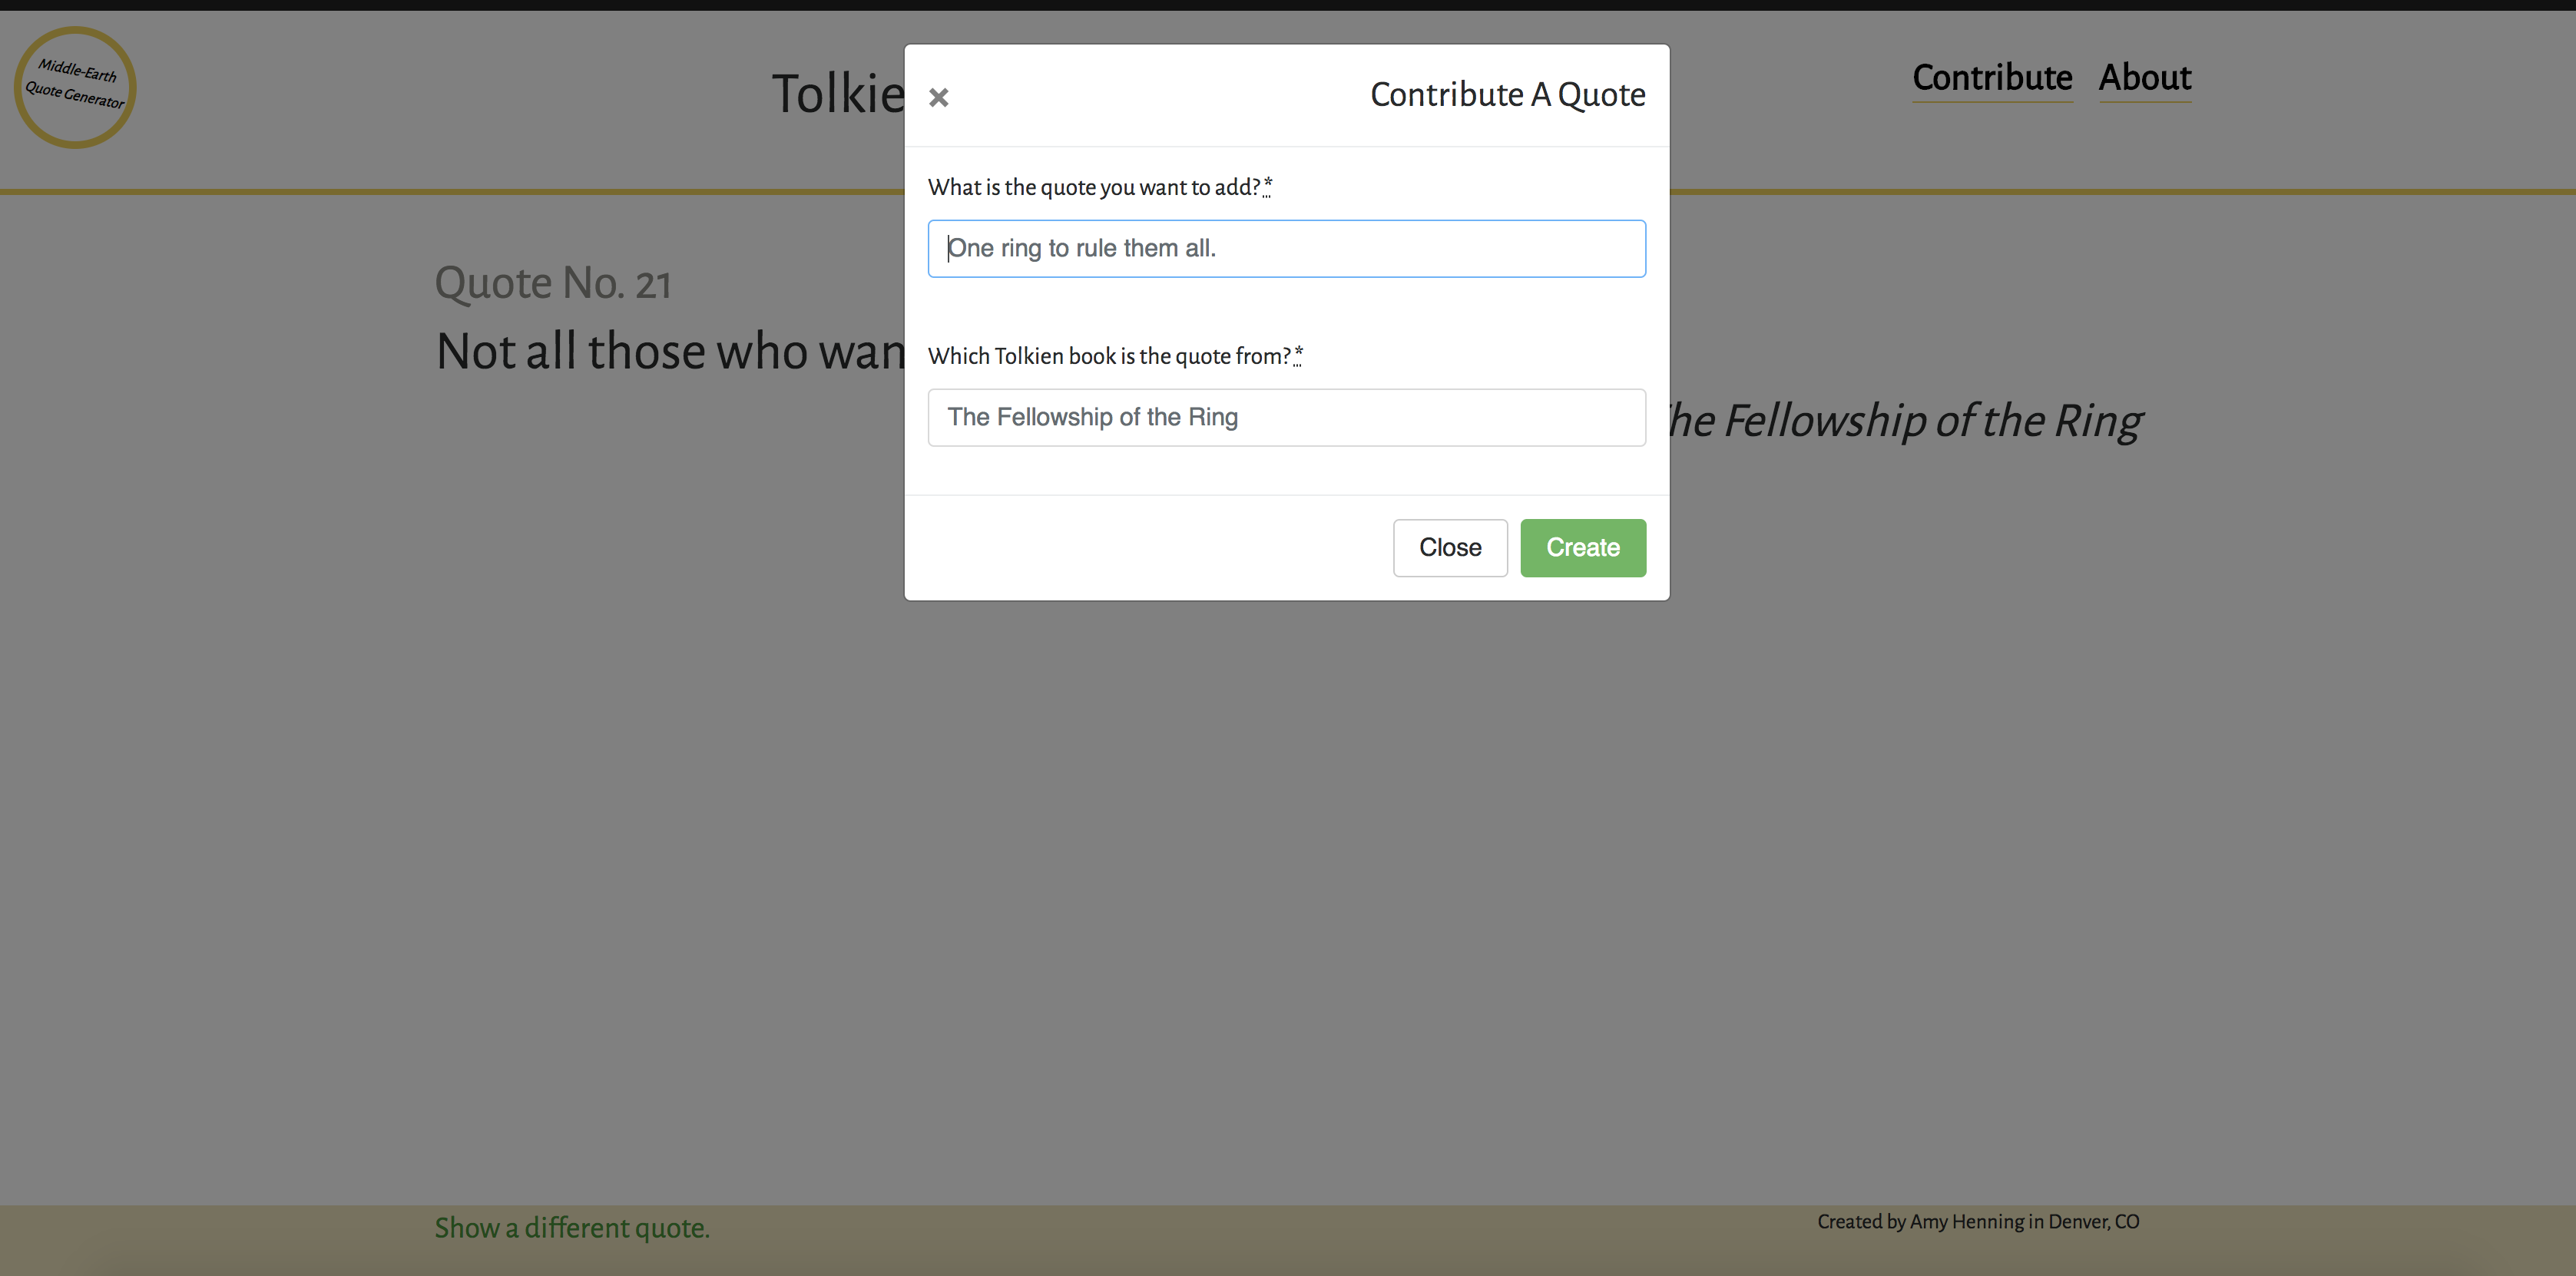 Middle-Earth
Quote Generator
Contribute About
× Contribute A Quote
What is the quote you want to add?*
One ring to rule them all.
Quote No. 21
Not all those who
Which Tolkien book is the quote from?*
The Fellowship of the Ring
Fellowship of the Ring
Close Create
Show a different quote.
Created by Amy Henning in Denver, CO